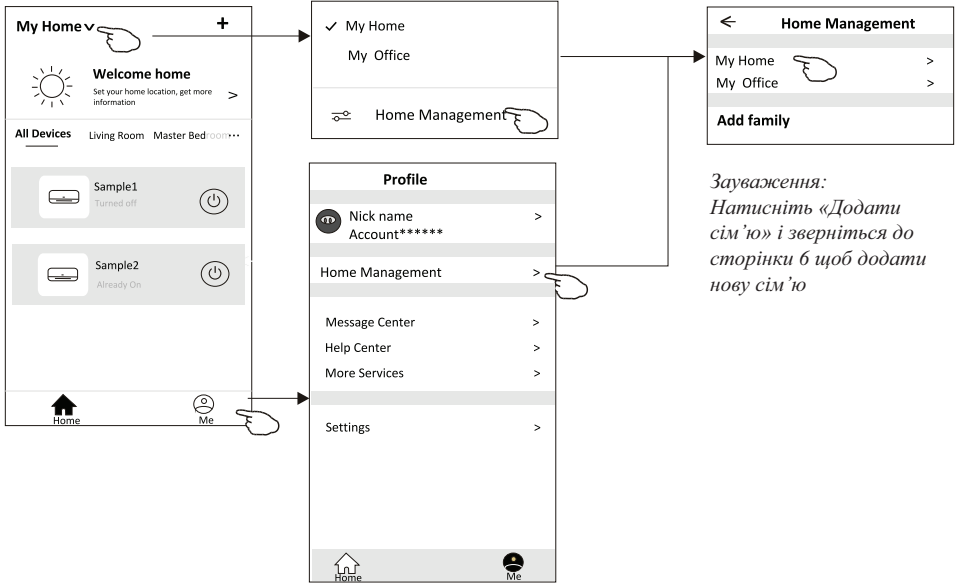 My Home
+
Welcome home
Set your home location, get more
information
>
All Devices Living Room Master Bedroom...
Sample1
Turned off
Sample2
Already On
Home
Me
✓ My Home
My Office
Home Management
Profile
Nick name >
Account******
Home Management >
Message Center >
Help Center >
More Services >
Settings >
Home
Me
Home Management
My Home >
My Office >
Add family
Зауваження:
Натисніть «Додати
сім’ю» і зверніться до
сторінки 6 щоб додати
нову сім’ю